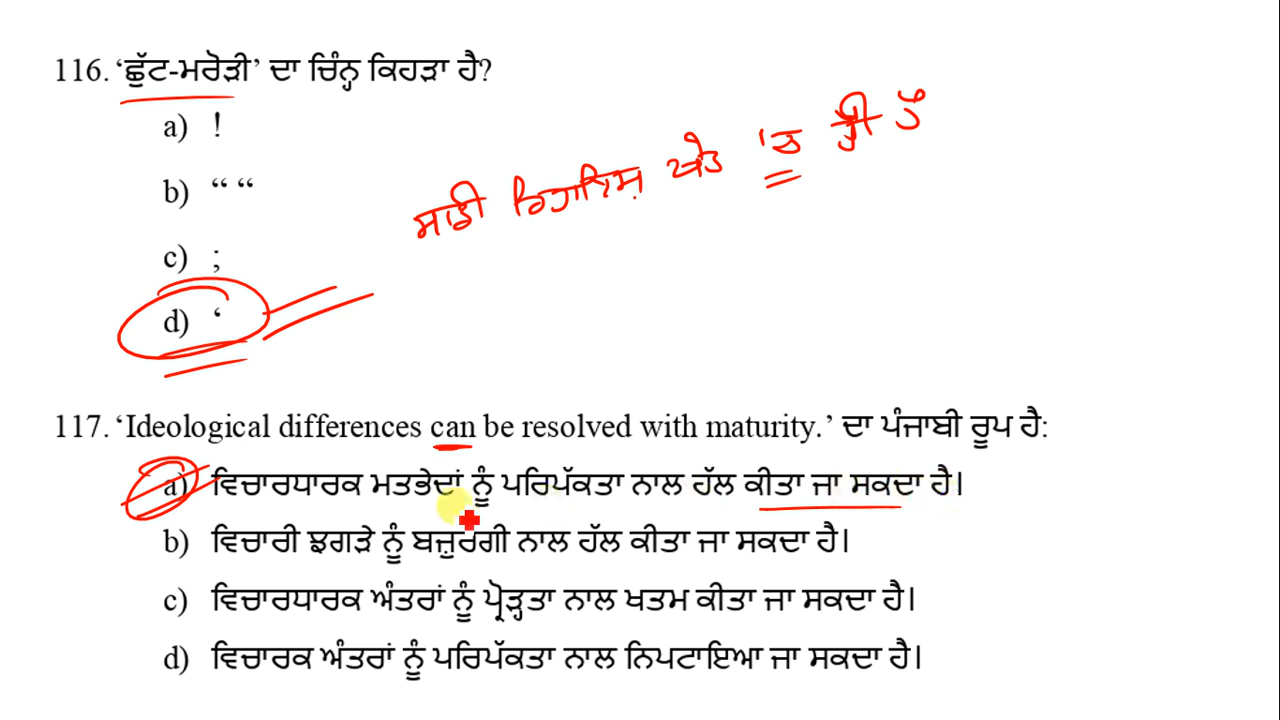 116. ‘ਛੁੱਟ-ਮਰੋੜੀ’ ਦਾ ਚਿੰਨ੍ਹ ਕਿਹੜਾ ਹੈ?
a) !
b) “ “
c) ;
d) ‘
ਸਾਡੀ ਰਿਹਾਇਸ਼ 'ਚ ਹੈ
117. ‘Ideological differences can be resolved with maturity.’ ਦਾ ਪੰਜਾਬੀ ਰੂਪ ਹੈ:
a) ਵਿਚਾਰਧਾਰਕ ਮਤਭੇਦਾਂ ਨੂੰ ਪਰਿਪੱਕਤਾ ਨਾਲ ਹੱਲ ਕੀਤਾ ਜਾ ਸਕਦਾ ਹੈ।
b) ਵਿਚਾਰੀ ਝਗੜੇ ਨੂੰ ਬਜ਼ੁਰਗੀ ਨਾਲ ਹੱਲ ਕੀਤਾ ਜਾ ਸਕਦਾ ਹੈ।
c) ਵਿਚਾਰਧਾਰਕ ਅੰਤਰਾਂ ਨੂੰ ਪ੍ਰੋੜ੍ਹਤਾ ਨਾਲ ਖਤਮ ਕੀਤਾ ਜਾ ਸਕਦਾ ਹੈ।
d) ਵਿਚਾਰਕ ਅੰਤਰਾਂ ਨੂੰ ਪਰਿਪੱਕਤਾ ਨਾਲ ਨਿਪਟਾਇਆ ਜਾ ਸਕਦਾ ਹੈ।